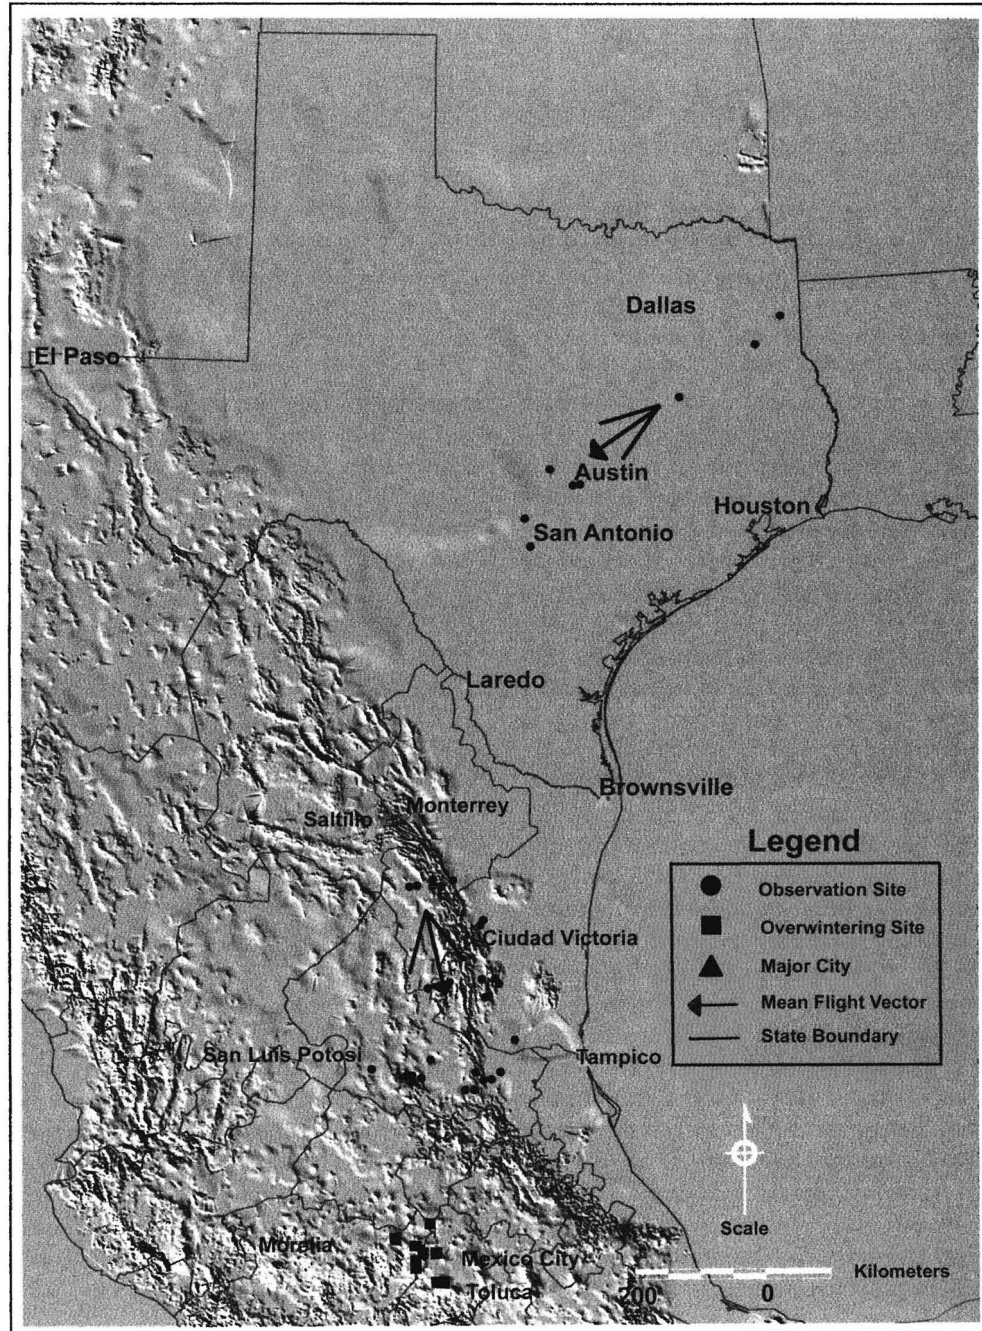 Dallas
El Paso
Austin
Houston
San Antonio
Laredo
Brownsville
Monterrey
Saltillo
Legend
Observation Site
Ciudad Victoria
Overwintering Site
Major City
Mean Flight Vector
State Boundary
San Luis Potosi
Tampico
Scale
Morelia
Mexico City
Kilometers
Toluca
200 0